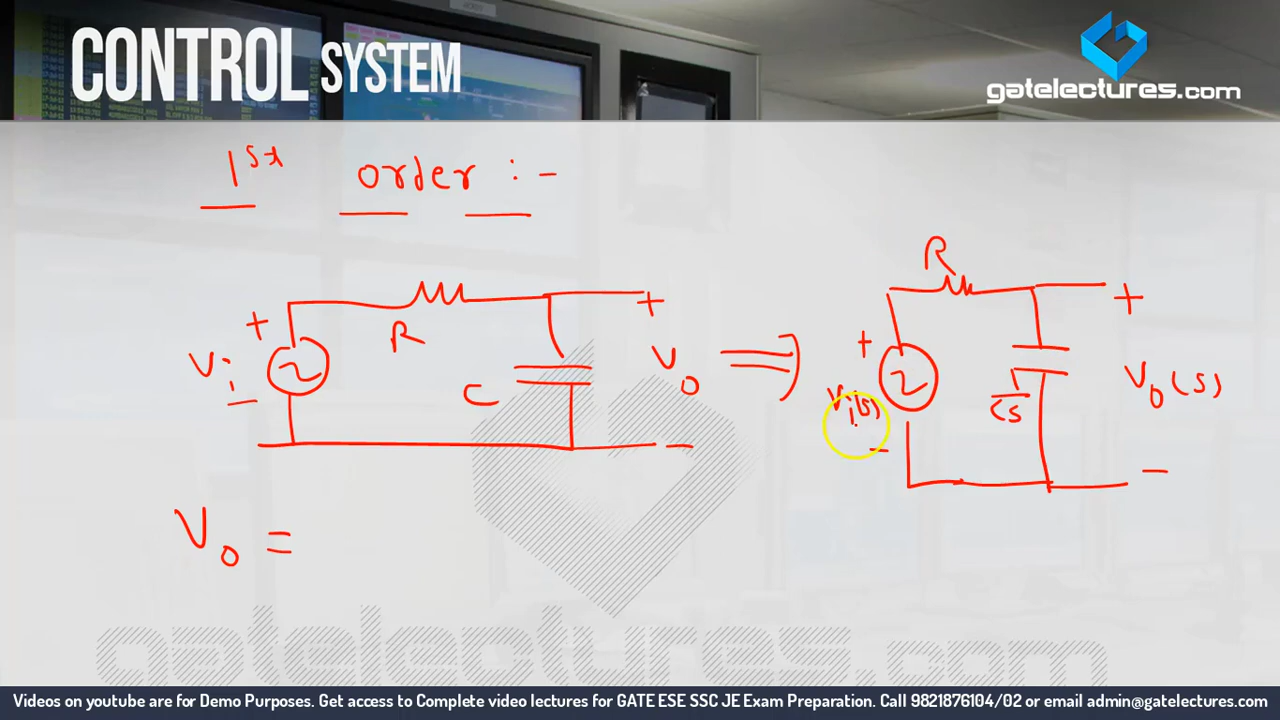 CONTROL SYSTEM
gatelectures.com
1st order :-
R
+
Vi
R
C
+
V0
-
⇒
R
+
Vi(s)
-
1/CS
+
V0(s)
-
V0 =
gatelectures.com
Videos on youtube are for Demo Purposes. Get access to Complete video lectures for GATE ESE SSC JE Exam Preparation. Call 9821876104/02 or email admin@gatelectures.com